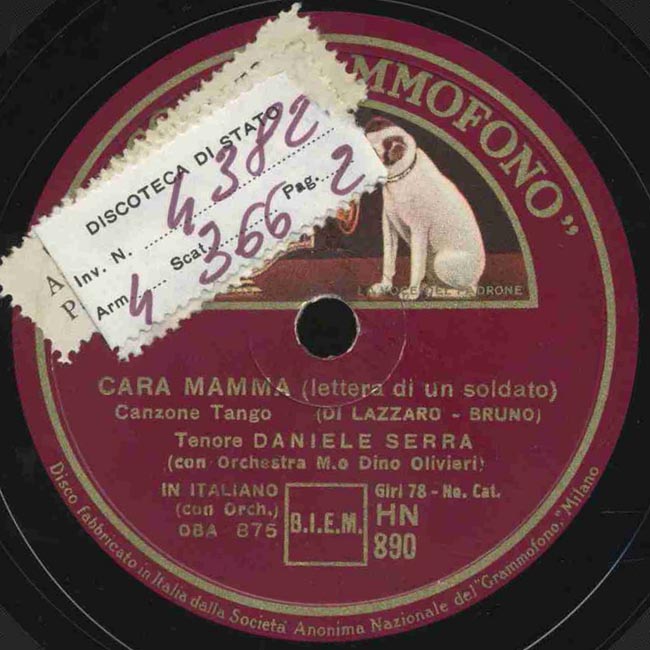 MMOFONO"
DISCOTECA DI STATO
Inv. N. 4382
Arm. 4 Scat. 366 Pag. 2
A
P
LA VOCE DEL PADRONE
CARA MAMMA (lettera di un soldato)
Canzone Tango (DI LAZZARO - BRUNO)
Tenore DANIELE SERRA
(con Orchestra M.o Dino Olivieri)
IN ITALIANO
(con Orch.)
OBA 875
B.I.E.M.
Giri 78 - No. Cat.
HN
890
Disco fabbricato in Italia dalla Società Anonima Nazionale del "Grammofono," Milano